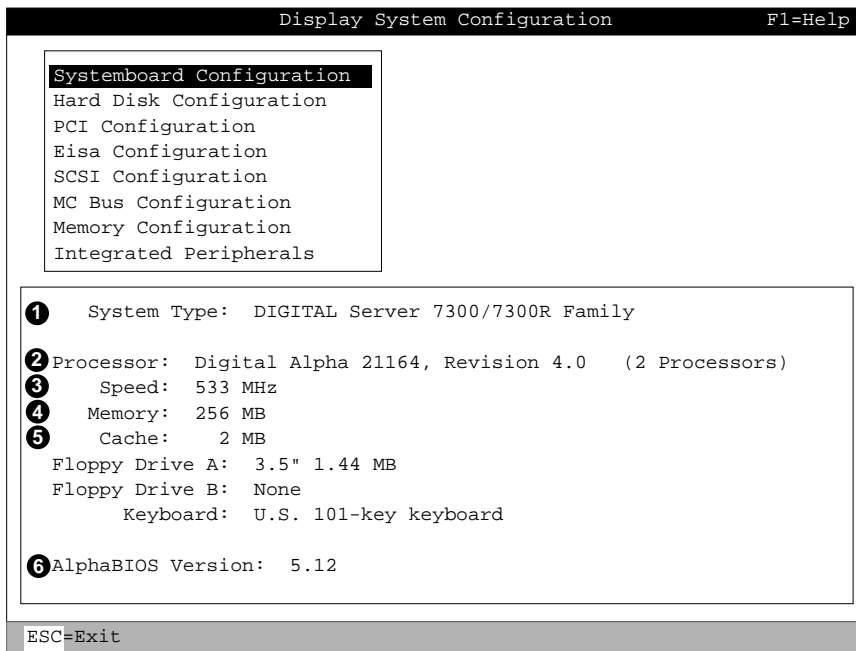 Display System Configuration F1=Help
Systemboard Configuration
Hard Disk Configuration
PCI Configuration
Eisa Configuration
SCSI Configuration
MC Bus Configuration
Memory Configuration
Integrated Peripherals
1 System Type: DIGITAL Server 7300/7300R Family
2 Processor: Digital Alpha 21164, Revision 4.0 (2 Processors)
3 Speed: 533 MHz
4 Memory: 256 MB
5 Cache: 2 MB
Floppy Drive A: 3.5" 1.44 MB
Floppy Drive B: None
Keyboard: U.S. 101-key keyboard
6 AlphaBIOS Version: 5.12
ESC=Exit